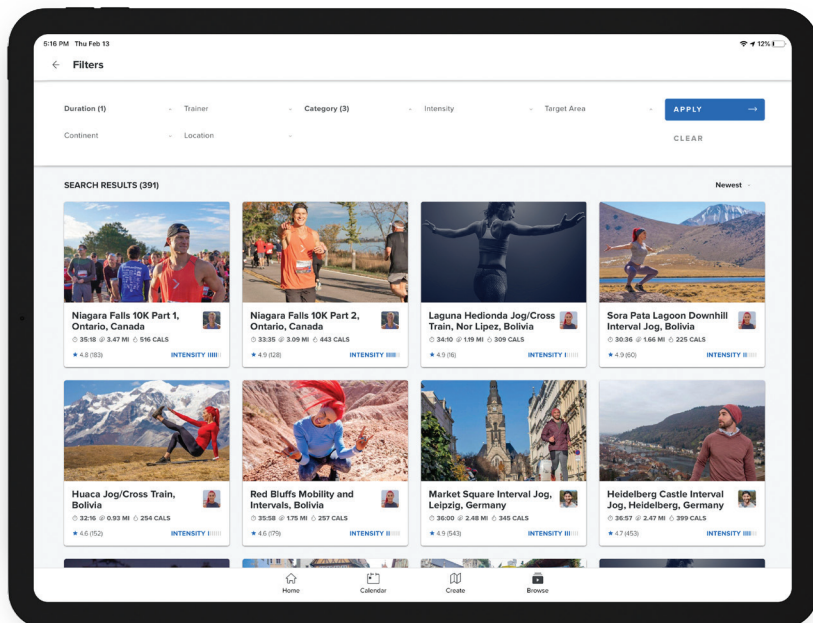 5:16 PM Thu Feb 13
12%
Filters
Duration (1)
Trainer
Category (3)
Intensity
Target Area
APPLY
Continent
Location
CLEAR
SEARCH RESULTS (391)
Newest
Niagara Falls 10K Part 1,
Ontario, Canada
35:18 3.47 MI 516 CALS
4.8 (183)
INTENSITY
Niagara Falls 10K Part 2,
Ontario, Canada
33:35 3.09 MI 443 CALS
4.9 (128)
INTENSITY
Laguna Hedionda Jog/Cross
Train, Nor Lipez, Bolivia
34:10 1.19 MI 309 CALS
4.9 (16)
INTENSITY
Sora Pata Lagoon Downhill
Interval Jog, Bolivia
30:36 1.66 MI 225 CALS
4.9 (60)
INTENSITY
Huaca Jog/Cross Train,
Bolivia
32:16 0.93 MI 254 CALS
4.6 (152)
INTENSITY
Red Bluffs Mobility and
Intervals, Bolivia
35:58 1.75 MI 257 CALS
4.6 (179)
INTENSITY
Market Square Interval Jog,
Leipzig, Germany
36:00 2.48 MI 345 CALS
4.9 (543)
INTENSITY
Heidelberg Castle Interval
Jog, Heidelberg, Germany
36:57 2.47 MI 399 CALS
4.7 (453)
INTENSITY
Home
Calendar
Create
Browse